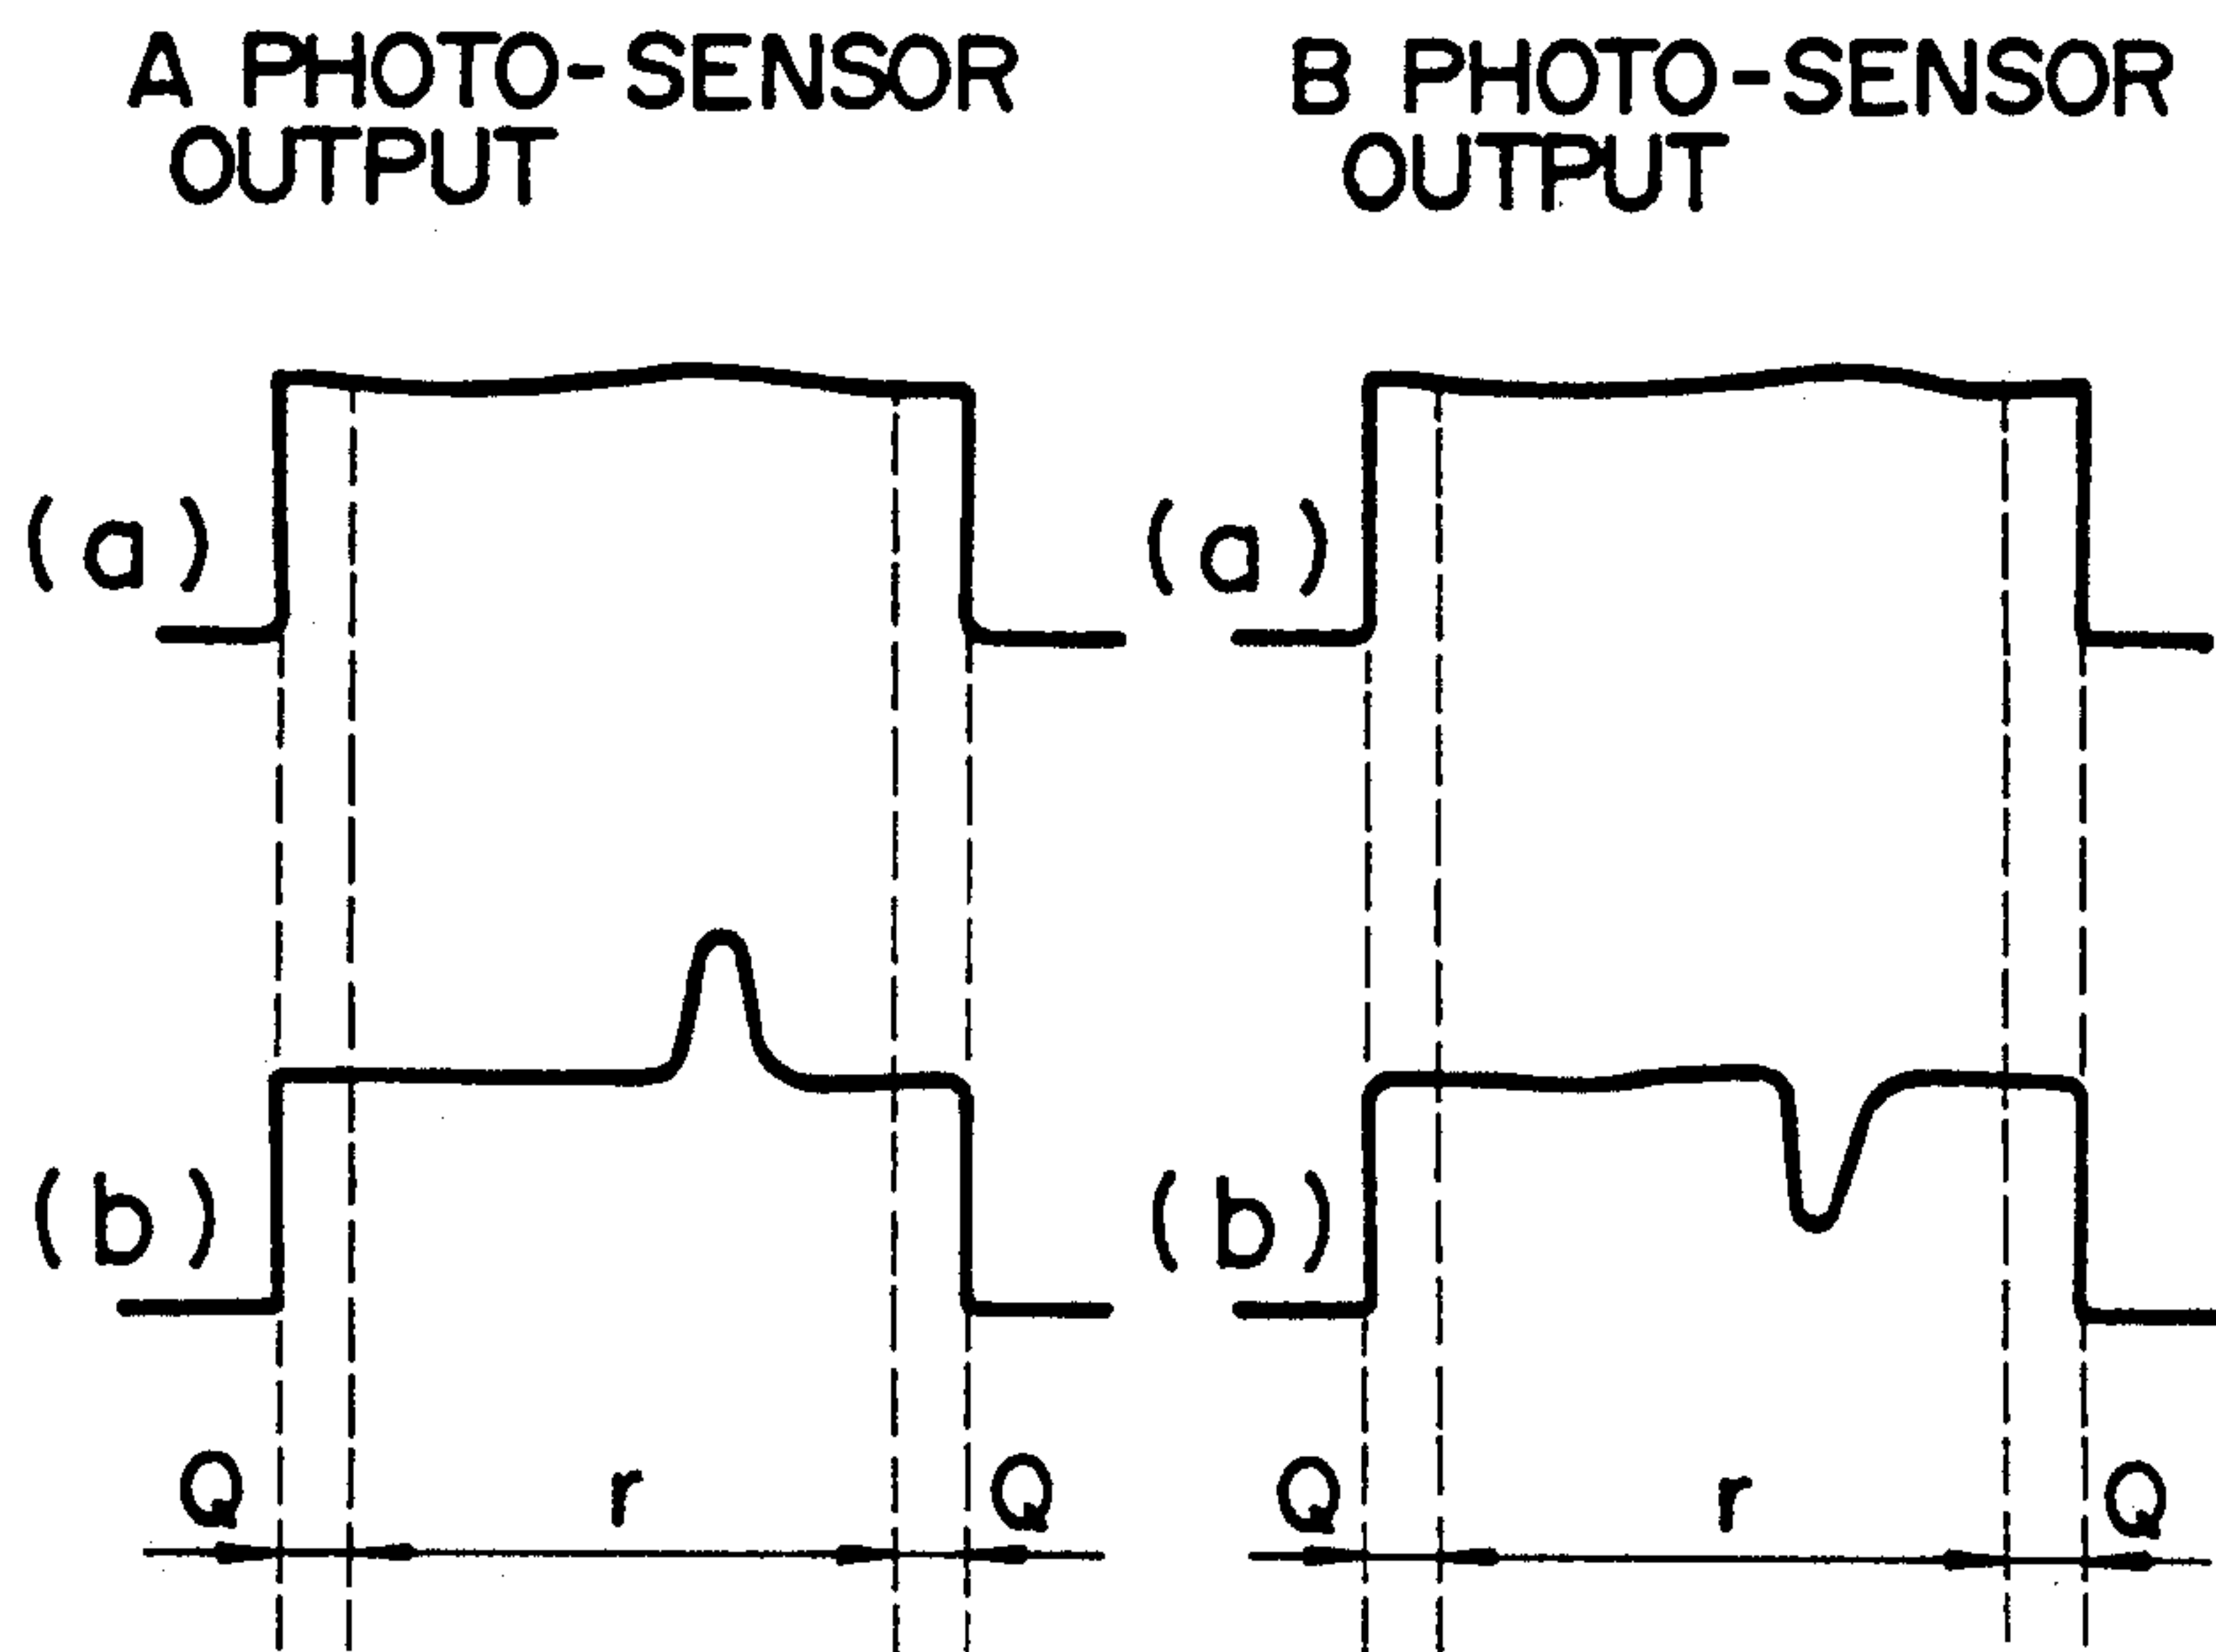 A PHOTO-SENSOR
OUTPUT
B PHOTO-SENSOR
OUTPUT
(a)
(a)
(b)
(b)
Q r Q
Q r Q